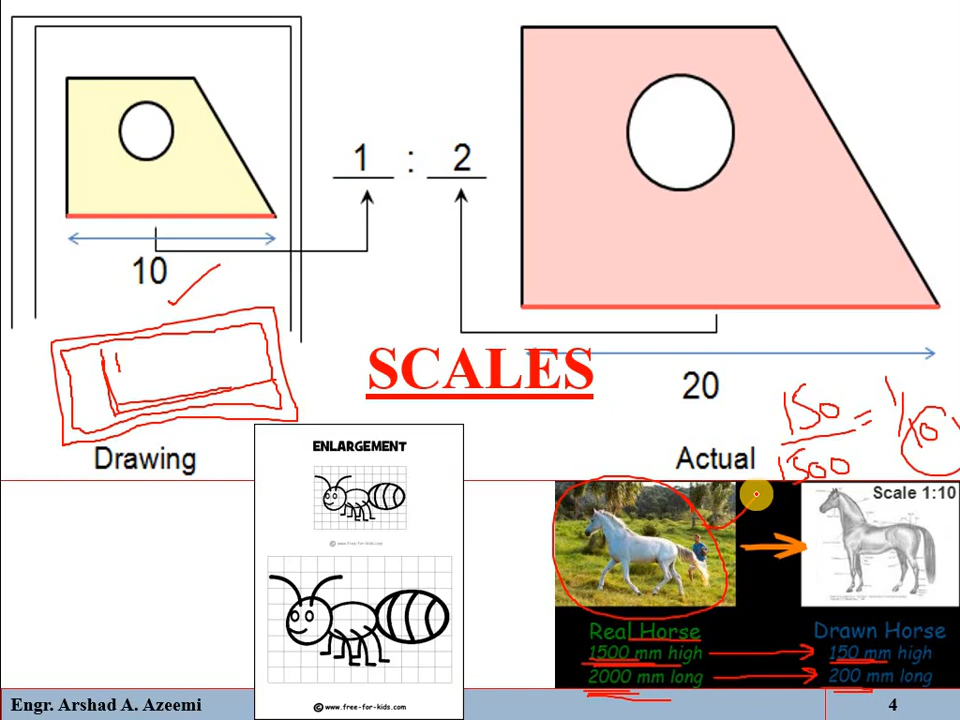 1 : 2
10
SCALES
20
150
1500
= 1/10
Drawing
Actual
ENLARGEMENT
© www.free-for-kids.com
© www.free-for-kids.com
Scale 1:10
Real Horse
1500 mm high
2000 mm long
Drawn Horse
150 mm high
200 mm long
Engr. Arshad A. Azeemi
4